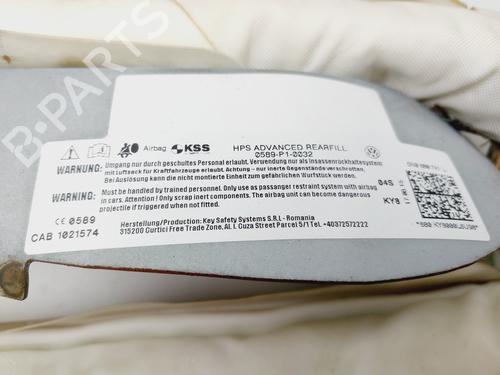 Airbag KSS HPS ADVANCED REARFILL
0589-P1-0032
WARNUNG: Umgang nur durch geschultes Personal erlaubt. Verwendung nur als Insassenrückhaltesystem
mit Luftsack für Kraftfahrzeuge erlaubt. Achtung - nur inerte Gegenstände verschrotten.
Bei Auslösung kann die nicht montierte Einheit zum gefährlichen Wurfstück werden.
WARNING: Must be handled by trained personnel. Only use as passenger restraint system with airbag
in cars. Attention! Only scrap inert components. The airbag unit can become dangerous
projectile if triggered when not fitted.
04S
KY8
CE 0589
CAB 1021574
Herstellung/Production: Key Safety Systems S.R.L - Romania
315200 Curtici Free Trade Zone, Al. I. Cuza Street Parcel 5/1 Tel. +40372572222
B